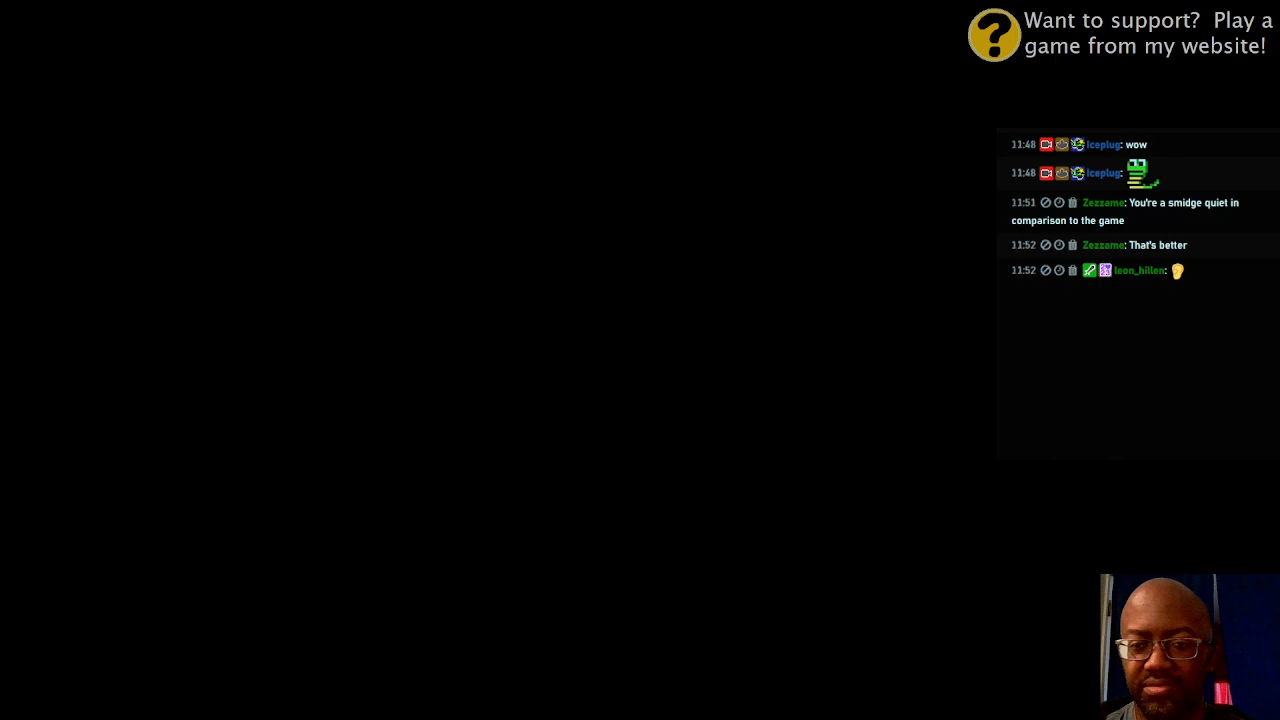 Want to support?  Play a
game from my website!
11:48 Iceplug: wow
11:48 Iceplug:
11:51 Zezzame: You're a smidge quiet in
comparison to the game
11:52 Zezzame: That's better
11:52 leon_hillen: